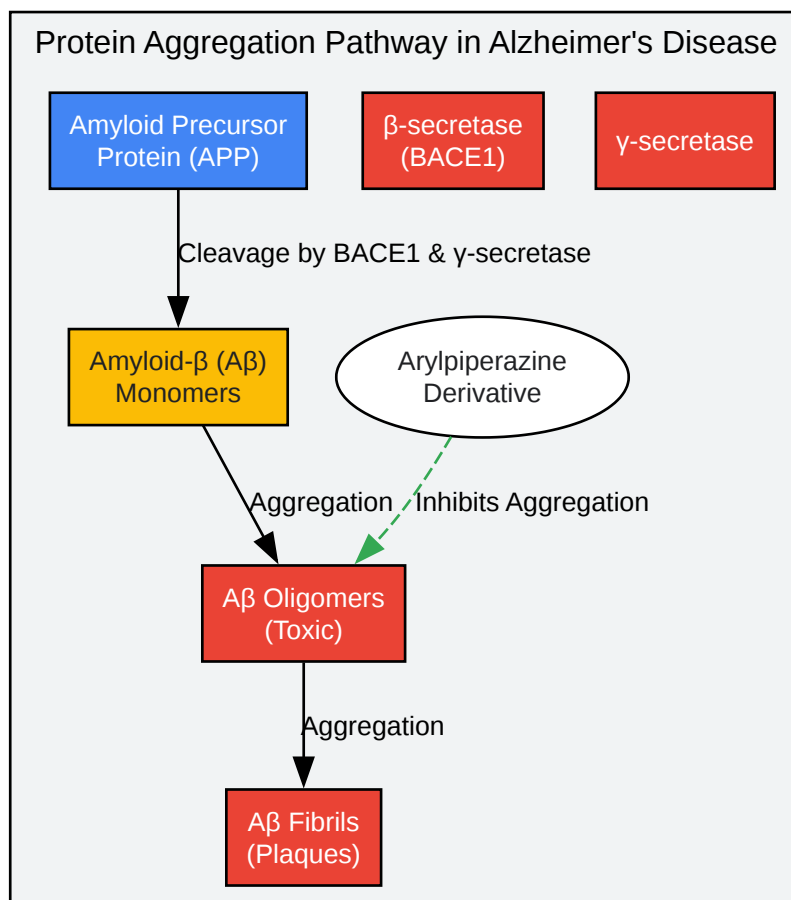 Protein Aggregation Pathway in Alzheimer's Disease
Amyloid Precursor
Protein (APP)
β-secretase
(BACE1)
γ-secretase
Cleavage by BACE1 & γ-secretase
Amyloid-β (Aβ)
Monomers
Arylpiperazine
Derivative
Aggregation
Inhibits Aggregation
Aβ Oligomers
(Toxic)
Aggregation
Aβ Fibrils
(Plaques)